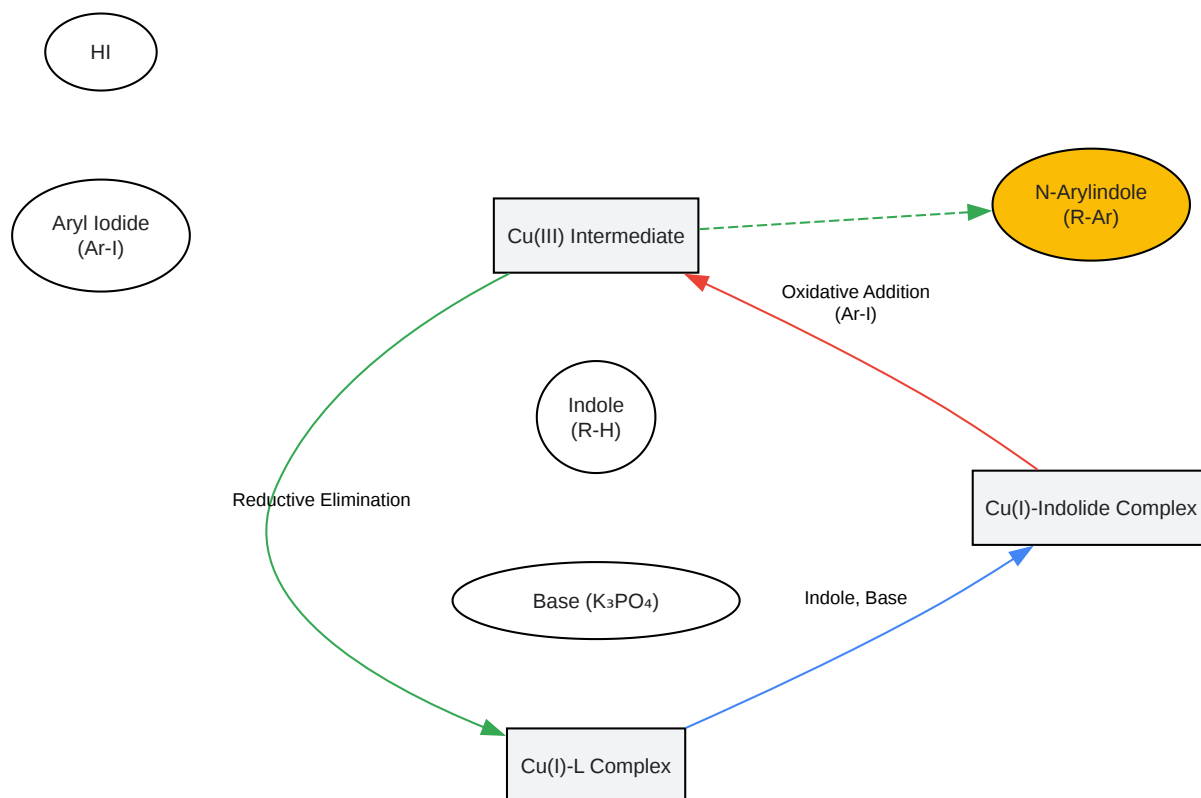 HI
Aryl Iodide
(Ar-I)
Cu(III) Intermediate
N-Arylindole
(R-Ar)
Oxidative Addition
(Ar-I)
Indole
(R-H)
Reductive Elimination
Cu(I)-Indolide Complex
Base (K₃PO₄)
Indole, Base
Cu(I)-L Complex